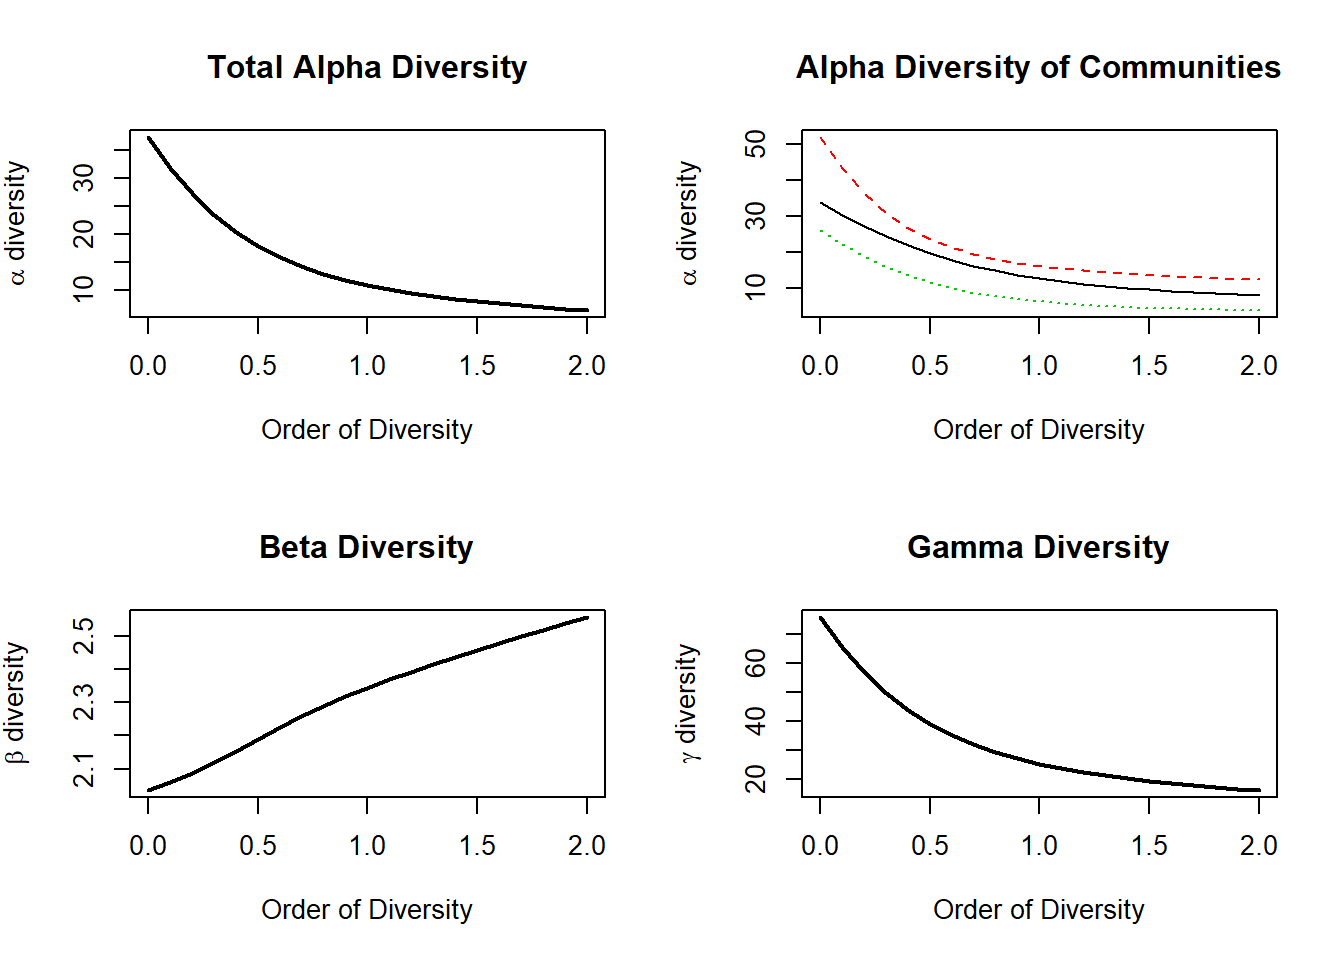 Total Alpha Diversity
α diversity
30
20
10
0.0 0.5 1.0 1.5 2.0
Order of Diversity
Alpha Diversity of Communities
α diversity
50
30
10
0.0 0.5 1.0 1.5 2.0
Order of Diversity
Beta Diversity
β diversity
2.5
2.3
2.1
0.0 0.5 1.0 1.5 2.0
Order of Diversity
Gamma Diversity
γ diversity
60
40
20
0.0 0.5 1.0 1.5 2.0
Order of Diversity